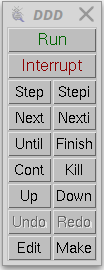 DDD
Run
Interrupt
Step Stepi
Next Nexti
Until Finish
Cont Kill
Up Down
Undo Redo
Edit Make